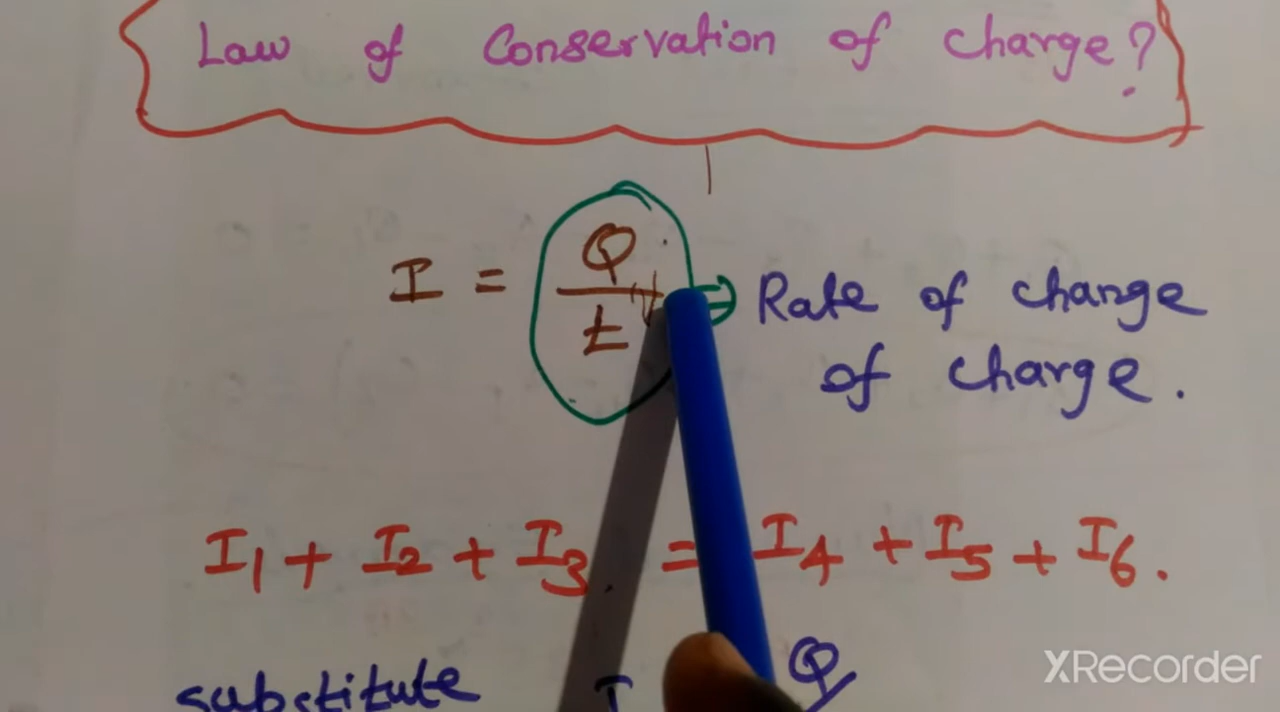 Law of Conservation of charge?
I = Q/t ⇒ Rate of change
of charge.
I1 + I2 + I3 = I4 + I5 + I6.
substitute I Q/
XRecorder